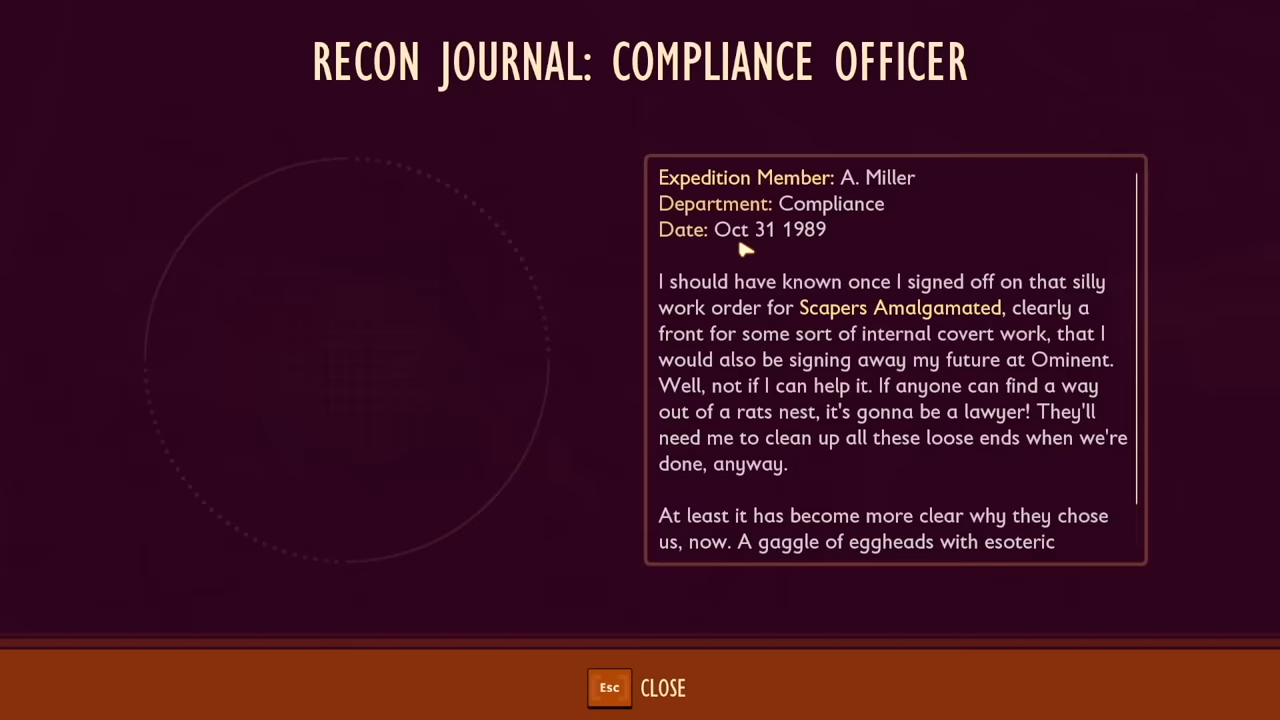 RECON JOURNAL: COMPLIANCE OFFICER
Expedition Member: A. Miller
Department: Compliance
Date: Oct 31 1989
I should have known once I signed off on that silly
work order for Scapers Amalgamated, clearly a
front for some sort of internal covert work, that I
would also be signing away my future at Ominent.
Well, not if I can help it. If anyone can find a way
out of a rats nest, it's gonna be a lawyer! They'll
need me to clean up all these loose ends when we're
done, anyway.
At least it has become more clear why they chose
us, now. A gaggle of eggheads with esoteric
Esc CLOSE